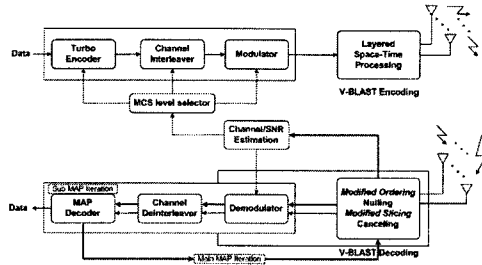 Data
Turbo
Encoder
Channel
Interleaver
Modulator
Layered
Space-Time
Processing
V-BLAST Encoding
MCS level selector
Channel/SNR
Estimation
Sub MAP Iteration
Data
MAP
Decoder
Channel
Deinterleaver
Demodulator
Modified Ordering
Nulling
Modified Slicing
Canceling
Main MAP Iteration
V-BLAST Decoding